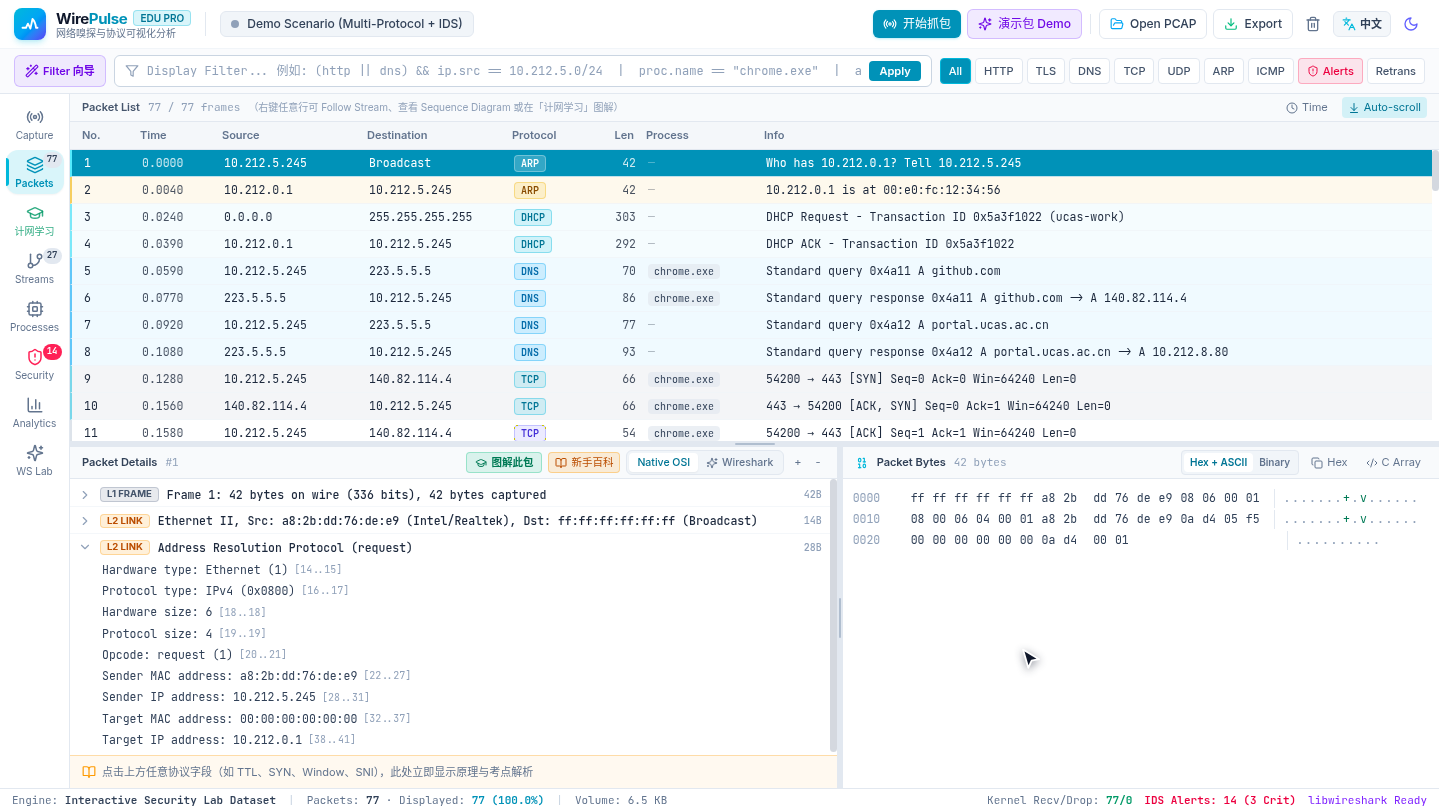 WirePulse EDU PRO
网络嗅探与协议可视化分析
Demo Scenario (Multi-Protocol + IDS)
开始抓包
演示包 Demo
Open PCAP
Export
中文
Filter 向导
Display Filter... 例如: (http || dns) && ip.src == 10.212.5.0/24 | proc.name == "chrome.exe" | a
Apply
All HTTP TLS DNS TCP UDP ARP ICMP Alerts Retrans
Capture
77
Packets
计网学习
27
Streams
Processes
14
Security
Analytics
WS Lab
Packet List 77 / 77 frames （右键任意行可 Follow Stream、查看 Sequence Diagram 或在「计网学习」图解）
Time Auto-scroll
No. Time Source Destination Protocol Len Process Info
1 0.0000 10.212.5.245 Broadcast ARP 42 — Who has 10.212.0.1? Tell 10.212.5.245
2 0.0040 10.212.0.1 10.212.5.245 ARP 42 — 10.212.0.1 is at 00:e0:fc:12:34:56
3 0.0240 0.0.0.0 255.255.255.255 DHCP 303 — DHCP Request - Transaction ID 0x5a3f1022 (ucas-work)
4 0.0390 10.212.0.1 10.212.5.245 DHCP 292 — DHCP ACK - Transaction ID 0x5a3f1022
5 0.0590 10.212.5.245 223.5.5.5 DNS 70 chrome.exe Standard query 0x4a11 A github.com
6 0.0770 223.5.5.5 10.212.5.245 DNS 86 chrome.exe Standard query response 0x4a11 A github.com -> A 140.82.114.4
7 0.0920 10.212.5.245 223.5.5.5 DNS 77 — Standard query 0x4a12 A portal.ucas.ac.cn
8 0.1080 223.5.5.5 10.212.5.245 DNS 93 — Standard query response 0x4a12 A portal.ucas.ac.cn -> A 10.212.8.80
9 0.1280 10.212.5.245 140.82.114.4 TCP 66 chrome.exe 54200 → 443 [SYN] Seq=0 Ack=0 Win=64240 Len=0
10 0.1560 140.82.114.4 10.212.5.245 TCP 66 chrome.exe 443 → 54200 [ACK, SYN] Seq=0 Ack=1 Win=64240 Len=0
11 0.1580 10.212.5.245 140.82.114.4 TCP 54 chrome.exe 54200 → 443 [ACK] Seq=1 Ack=1 Win=64240 Len=0
Packet Details #1
图解此包
新手百科
Native OSI
Wireshark
+ -
L1 FRAME Frame 1: 42 bytes on wire (336 bits), 42 bytes captured 42B
L2 LINK Ethernet II, Src: a8:2b:dd:76:de:e9 (Intel/Realtek), Dst: ff:ff:ff:ff:ff:ff (Broadcast) 14B
L2 LINK Address Resolution Protocol (request) 28B
Hardware type: Ethernet (1) [14..15]
Protocol type: IPv4 (0x0800) [16..17]
Hardware size: 6 [18..18]
Protocol size: 4 [19..19]
Opcode: request (1) [20..21]
Sender MAC address: a8:2b:dd:76:de:e9 [22..27]
Sender IP address: 10.212.5.245 [28..31]
Target MAC address: 00:00:00:00:00:00 [32..37]
Target IP address: 10.212.0.1 [38..41]
点击上方任意协议字段（如 TTL、SYN、Window、SNI），此处立即显示原理与考点解析
Packet Bytes 42 bytes
Hex + ASCII Binary Hex C Array
0000 ff ff ff ff ff ff a8 2b dd 76 de e9 08 06 00 01 .......+.v......
0010 08 00 06 04 00 01 a8 2b dd 76 de e9 0a d4 05 f5 .......+.v......
0020 00 00 00 00 00 00 0a d4 00 01 ..........
Engine: Interactive Security Lab Dataset | Packets: 77 · Displayed: 77 (100.0%) | Volume: 6.5 KB
Kernel Recv/Drop: 77/0 IDS Alerts: 14 (3 Crit) libwireshark Ready